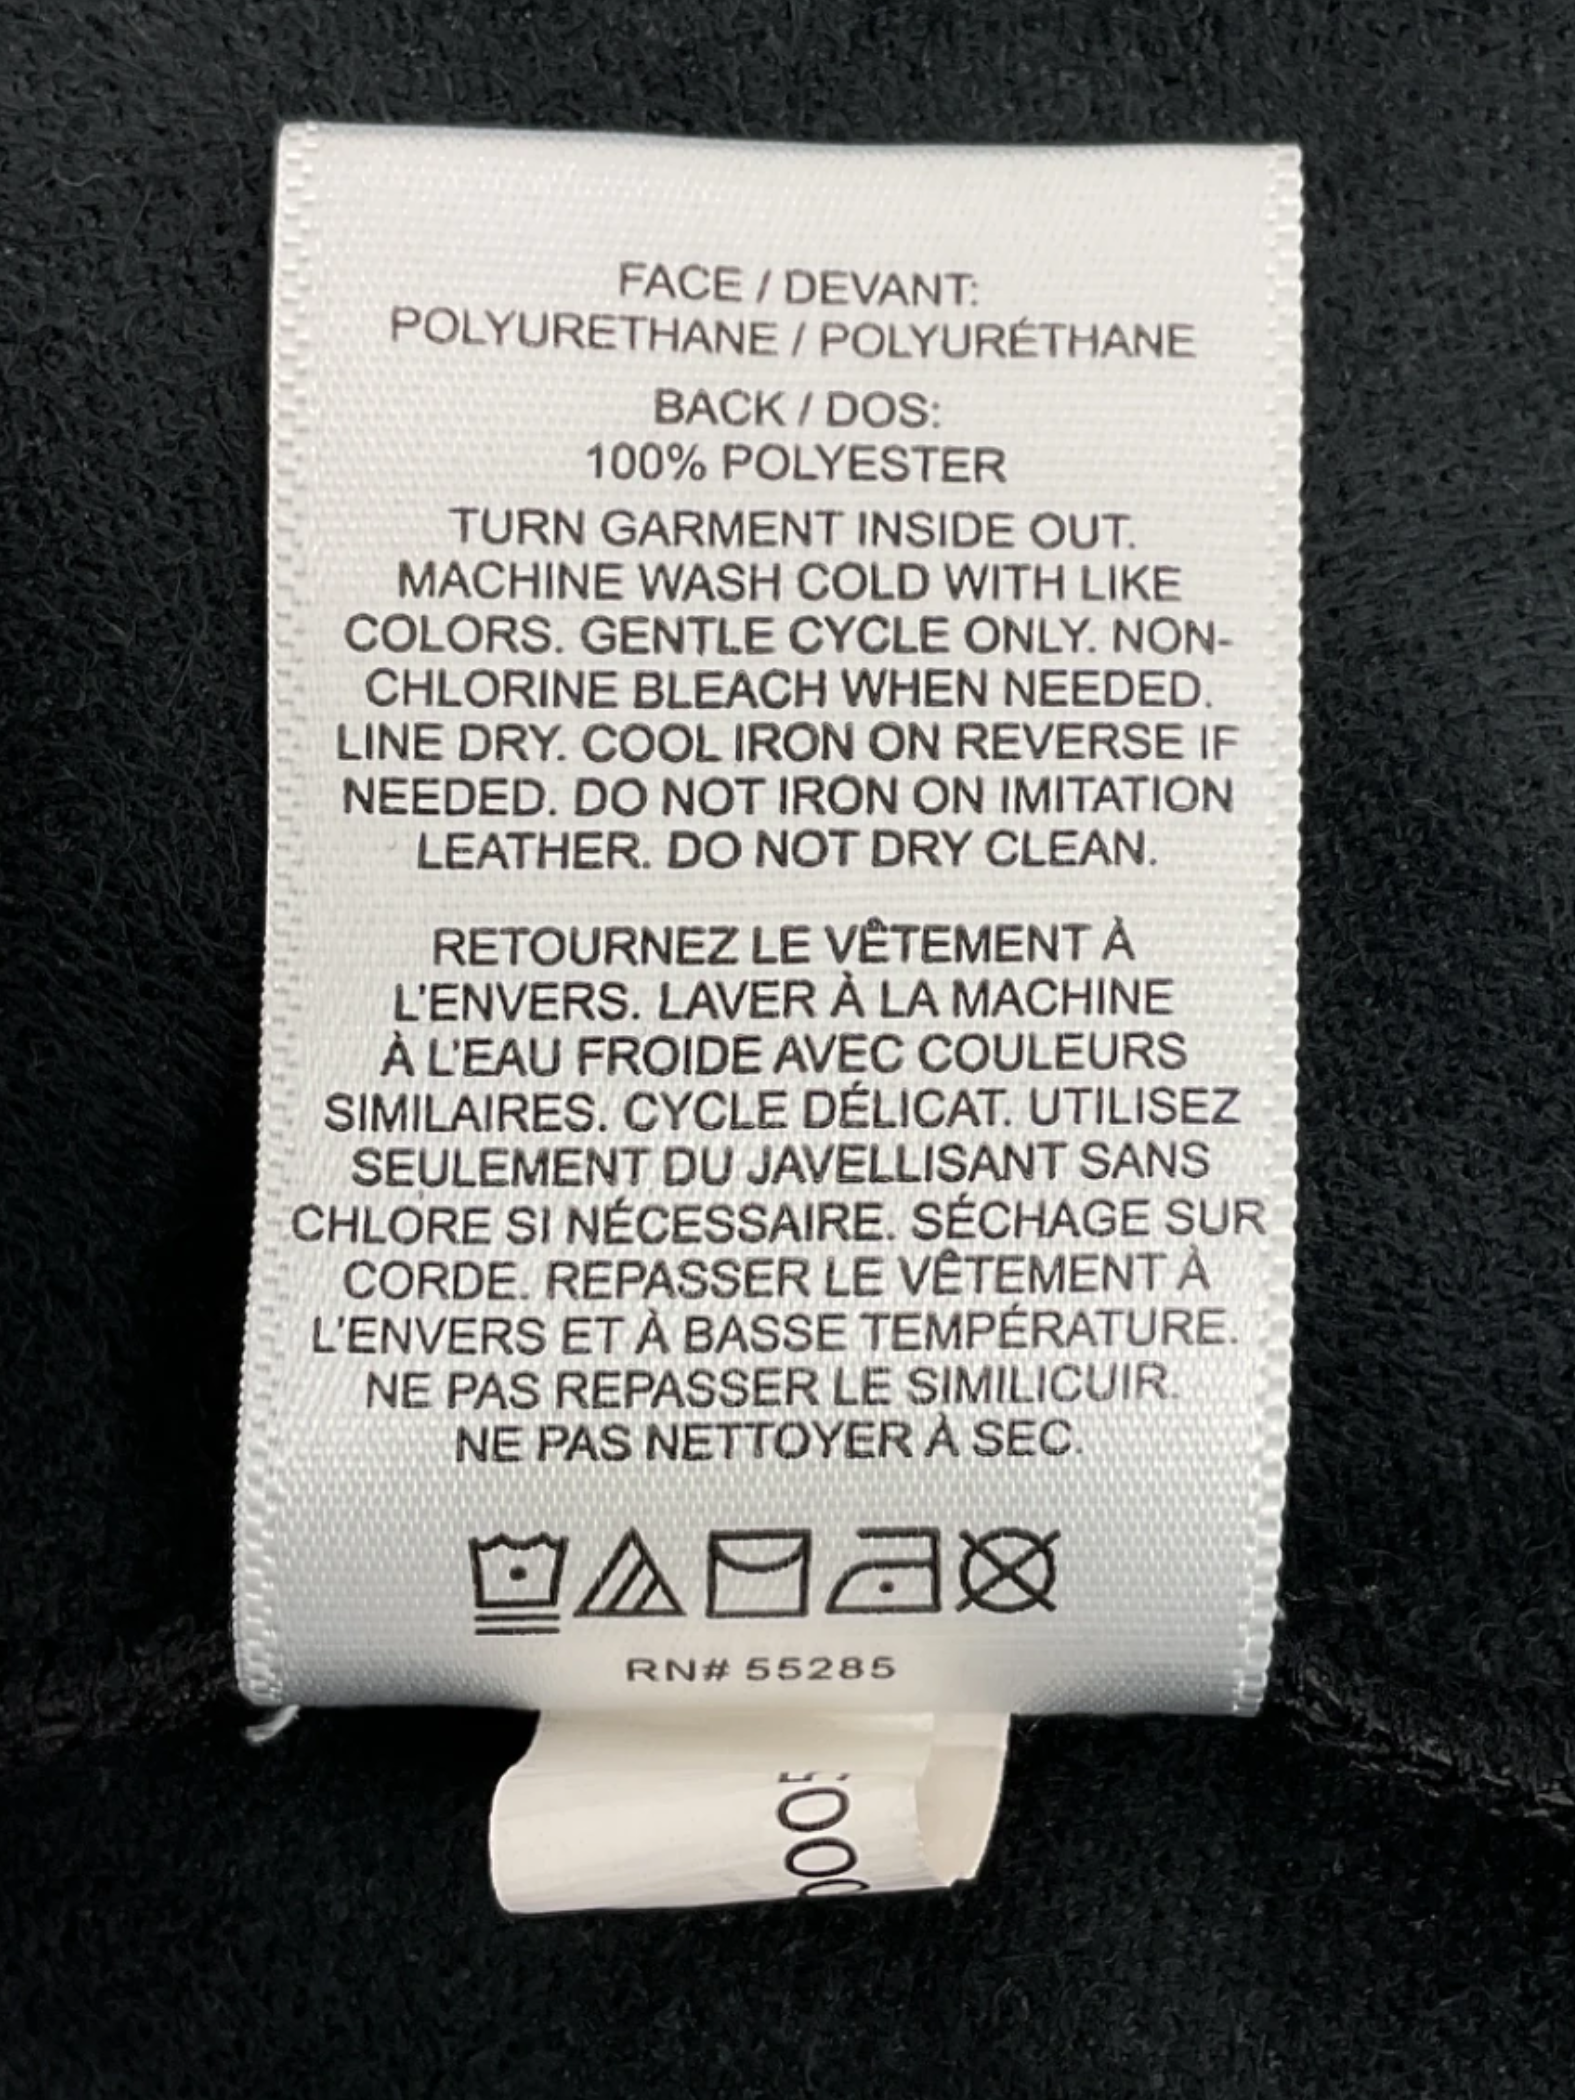 FACE / DEVANT:
POLYURETHANE / POLYURÉTHANE
BACK / DOS:
100% POLYESTER
TURN GARMENT INSIDE OUT.
MACHINE WASH COLD WITH LIKE
COLORS. GENTLE CYCLE ONLY. NON-
CHLORINE BLEACH WHEN NEEDED.
LINE DRY. COOL IRON ON REVERSE IF
NEEDED. DO NOT IRON ON IMITATION
LEATHER. DO NOT DRY CLEAN.
RETOURNEZ LE VÊTEMENT À
L'ENVERS. LAVER À LA MACHINE
À L'EAU FROIDE AVEC COULEURS
SIMILAIRES. CYCLE DÉLICAT. UTILISEZ
SEULEMENT DU JAVELLISANT SANS
CHLORE SI NÉCESSAIRE. SÉCHAGE SUR
CORDE. REPASSER LE VÊTEMENT À
L'ENVERS ET À BASSE TEMPÉRATURE.
NE PAS REPASSER LE SIMILICUIR.
NE PAS NETTOYER À SEC.
RN# 55285